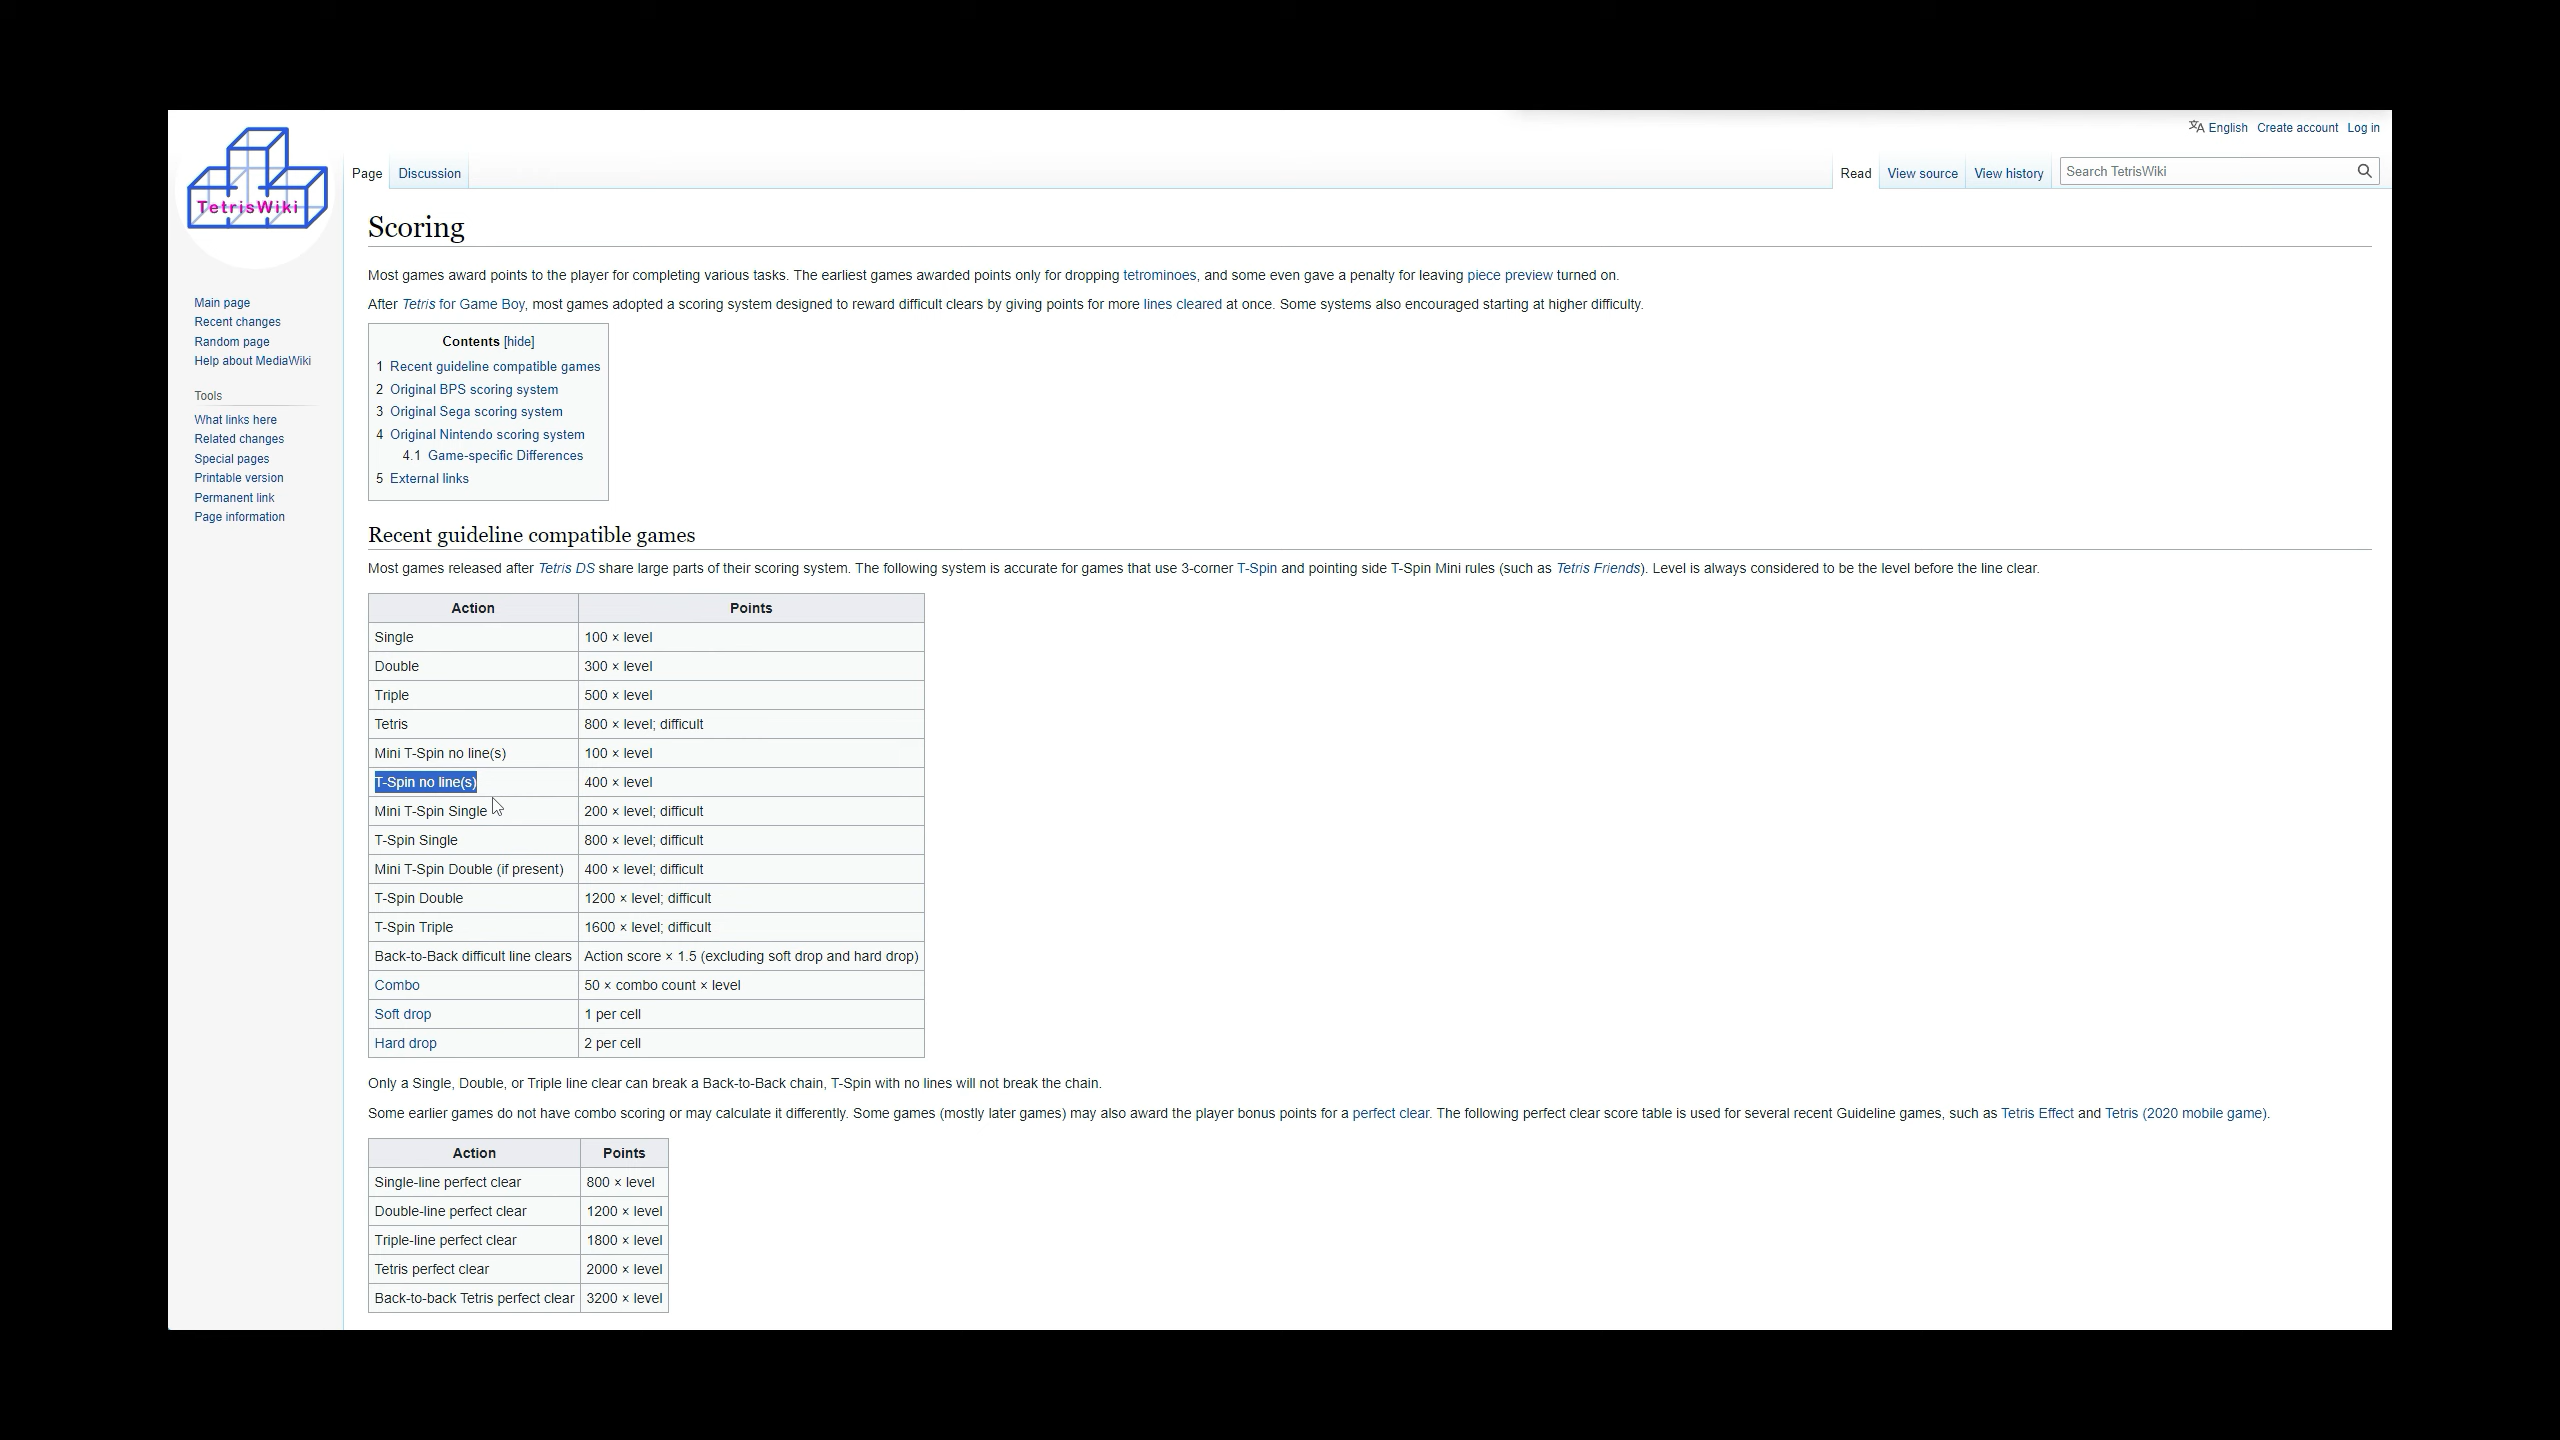 TetrisWiki
English Create account Log in
Page Discussion
Read View source View history Search TetrisWiki
Main page
Recent changes
Random page
Help about MediaWiki
Tools
What links here
Related changes
Special pages
Printable version
Permanent link
Page information
Scoring
Most games award points to the player for completing various tasks. The earliest games awarded points only for dropping tetrominoes, and some even gave a penalty for leaving piece preview turned on.
After Tetris for Game Boy, most games adopted a scoring system designed to reward difficult clears by giving points for more lines cleared at once. Some systems also encouraged starting at higher difficulty.
Contents [hide]
1 Recent guideline compatible games
2 Original BPS scoring system
3 Original Sega scoring system
4 Original Nintendo scoring system
4.1 Game-specific Differences
5 External links
Recent guideline compatible games
Most games released after Tetris DS share large parts of their scoring system. The following system is accurate for games that use 3-corner T-Spin and pointing side T-Spin Mini rules (such as Tetris Friends). Level is always considered to be the level before the line clear.
Action Points
Single 100 × level
Double 300 × level
Triple 500 × level
Tetris 800 × level; difficult
Mini T-Spin no line(s) 100 × level
T-Spin no line(s) 400 × level
Mini T-Spin Single 200 × level; difficult
T-Spin Single 800 × level; difficult
Mini T-Spin Double (if present) 400 × level; difficult
T-Spin Double 1200 × level; difficult
T-Spin Triple 1600 × level; difficult
Back-to-Back difficult line clears Action score × 1.5 (excluding soft drop and hard drop)
Combo 50 × combo count × level
Soft drop 1 per cell
Hard drop 2 per cell
Only a Single, Double, or Triple line clear can break a Back-to-Back chain, T-Spin with no lines will not break the chain.
Some earlier games do not have combo scoring or may calculate it differently. Some games (mostly later games) may also award the player bonus points for a perfect clear. The following perfect clear score table is used for several recent Guideline games, such as Tetris Effect and Tetris (2020 mobile game).
Action Points
Single-line perfect clear 800 × level
Double-line perfect clear 1200 × level
Triple-line perfect clear 1800 × level
Tetris perfect clear 2000 × level
Back-to-back Tetris perfect clear 3200 × level